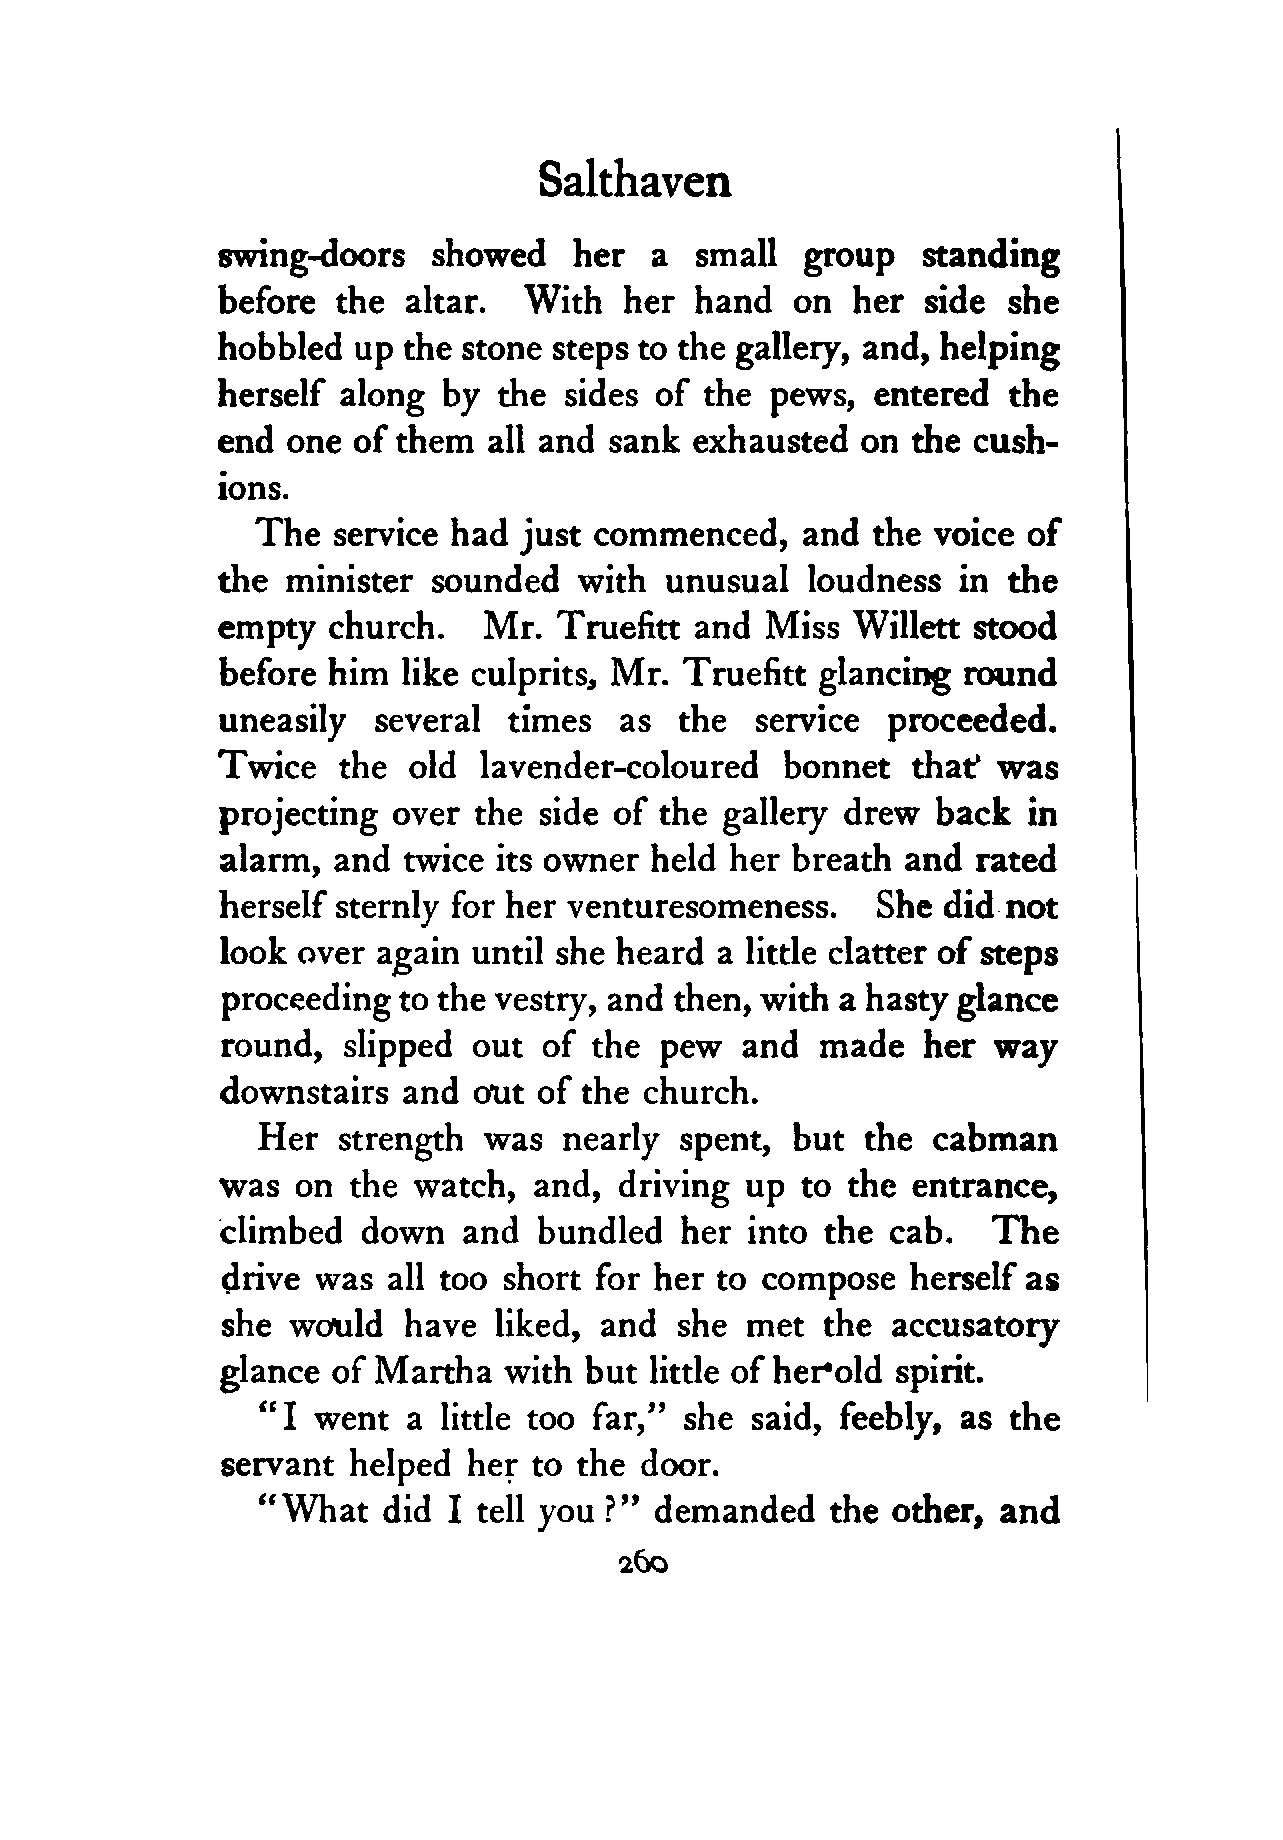 Salthaven
swing-doors showed her a small group standing
before the altar. With her hand on her side she
hobbled up the stone steps to the gallery, and, helping
herself along by the sides of the pews, entered the
end one of them all and sank exhausted on the cush-
ions.
The service had just commenced, and the voice of
the minister sounded with unusual loudness in the
empty church. Mr. Truefitt and Miss Willett stood
before him like culprits, Mr. Truefitt glancing round
uneasily several times as the service proceeded.
Twice the old lavender-coloured bonnet that was
projecting over the side of the gallery drew back in
alarm, and twice its owner held her breath and rated
herself sternly for her venturesomeness. She did not
look over again until she heard a little clatter of steps
proceeding to the vestry, and then, with a hasty glance
round, slipped out of the pew and made her way
downstairs and out of the church.
Her strength was nearly spent, but the cabman
was on the watch, and, driving up to the entrance,
climbed down and bundled her into the cab. The
drive was all too short for her to compose herself as
she would have liked, and she met the accusatory
glance of Martha with but little of her old spirit.
"I went a little too far," she said, feebly, as the
servant helped her to the door.
"What did I tell you?" demanded the other, and
260